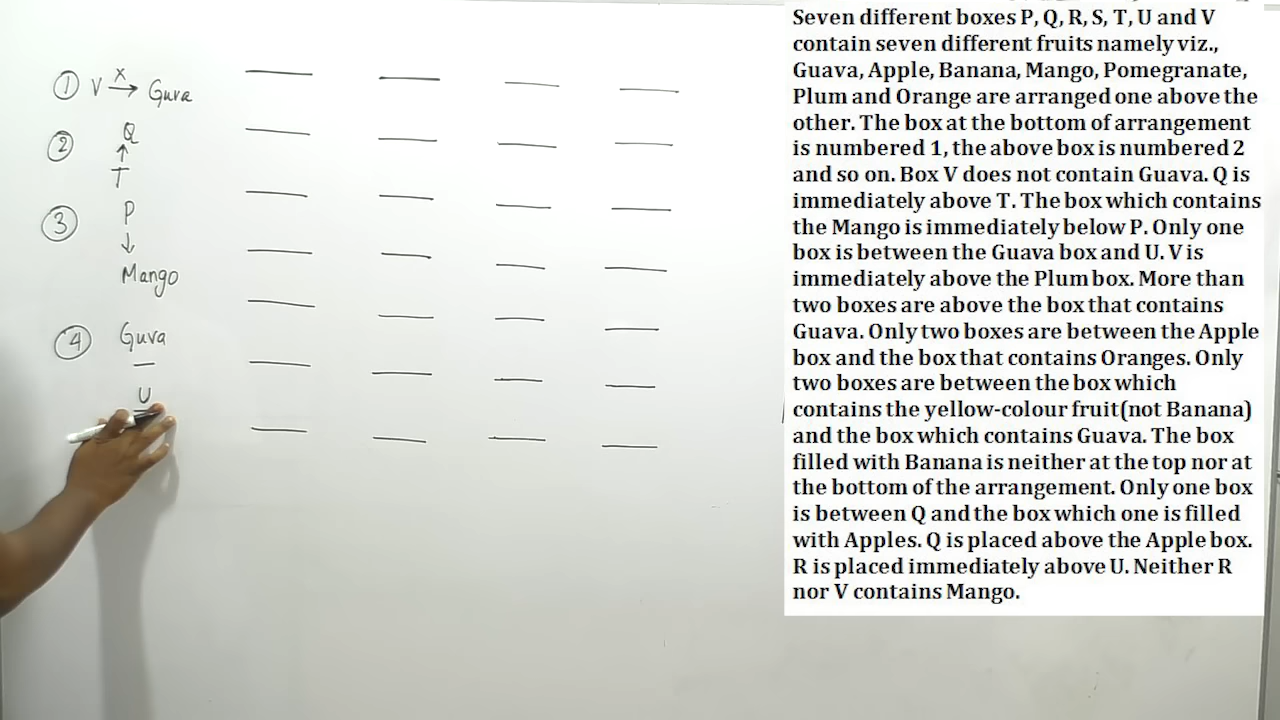 ① V x→ Guva
② Q
↑
T
③ P
↓
Mango
④ Guva
—
U
Seven different boxes P, Q, R, S, T, U and V
contain seven different fruits namely viz.,
Guava, Apple, Banana, Mango, Pomegranate,
Plum and Orange are arranged one above the
other. The box at the bottom of arrangement
is numbered 1, the above box is numbered 2
and so on. Box V does not contain Guava. Q is
immediately above T. The box which contains
the Mango is immediately below P. Only one
box is between the Guava box and U. V is
immediately above the Plum box. More than
two boxes are above the box that contains
Guava. Only two boxes are between the Apple
box and the box that contains Oranges. Only
two boxes are between the box which
contains the yellow-colour fruit(not Banana)
and the box which contains Guava. The box
filled with Banana is neither at the top nor at
the bottom of the arrangement. Only one box
is between Q and the box which one is filled
with Apples. Q is placed above the Apple box.
R is placed immediately above U. Neither R
nor V contains Mango.